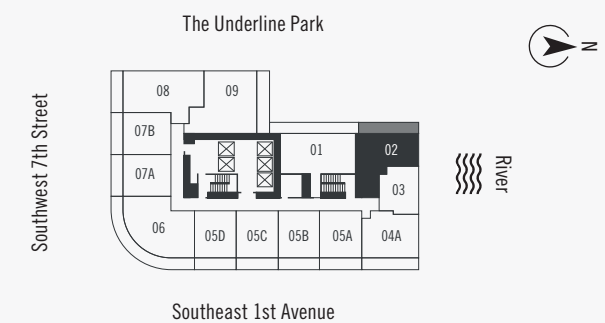 The Underline Park
N
Southwest 7th Street
08
09
07B
01
02
07A
03
River
06
05D
05C
05B
05A
04A
Southeast 1st Avenue